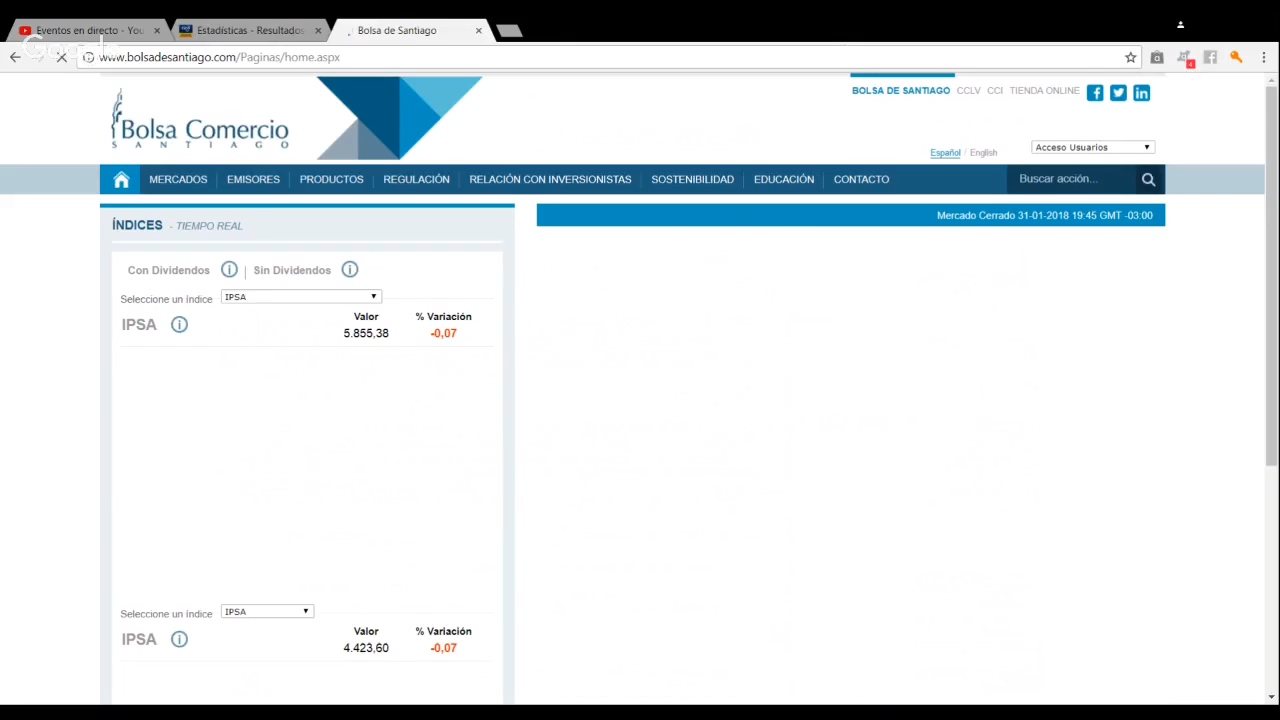 Eventos en directo - You
Estadísticas - Resultados
Bolsa de Santiago
Google
www.bolsadesantiago.com/Paginas/home.aspx
BOLSA DE SANTIAGO CCLV CCI TIENDA ONLINE
Bolsa Comercio
SANTIAGO
Español / English
Acceso Usuarios
MERCADOS EMISORES PRODUCTOS REGULACIÓN RELACIÓN CON INVERSIONISTAS SOSTENIBILIDAD EDUCACIÓN CONTACTO
Buscar acción...
ÍNDICES - TIEMPO REAL
Mercado Cerrado 31-01-2018 19:45 GMT -03:00
Con Dividendos | Sin Dividendos
Seleccione un índice IPSA
Valor % Variación
IPSA 5.855,38 -0,07
Seleccione un índice IPSA
Valor % Variación
IPSA 4.423,60 -0,07